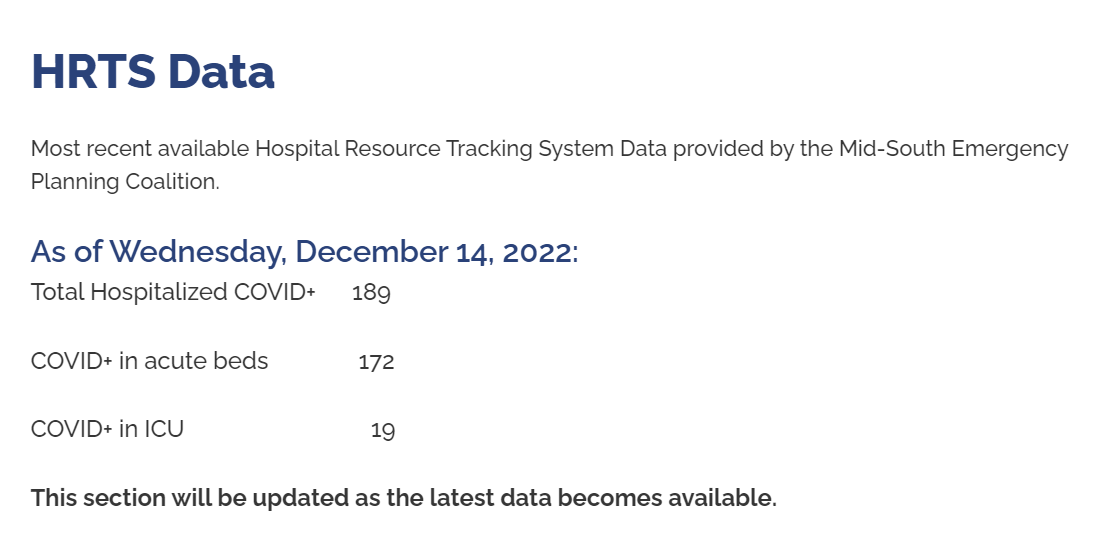 HRTS Data
Most recent available Hospital Resource Tracking System Data provided by the Mid-South Emergency
Planning Coalition.
As of Wednesday, December 14, 2022:
Total Hospitalized COVID+ 189
COVID+ in acute beds 172
COVID+ in ICU 19
This section will be updated as the latest data becomes available.